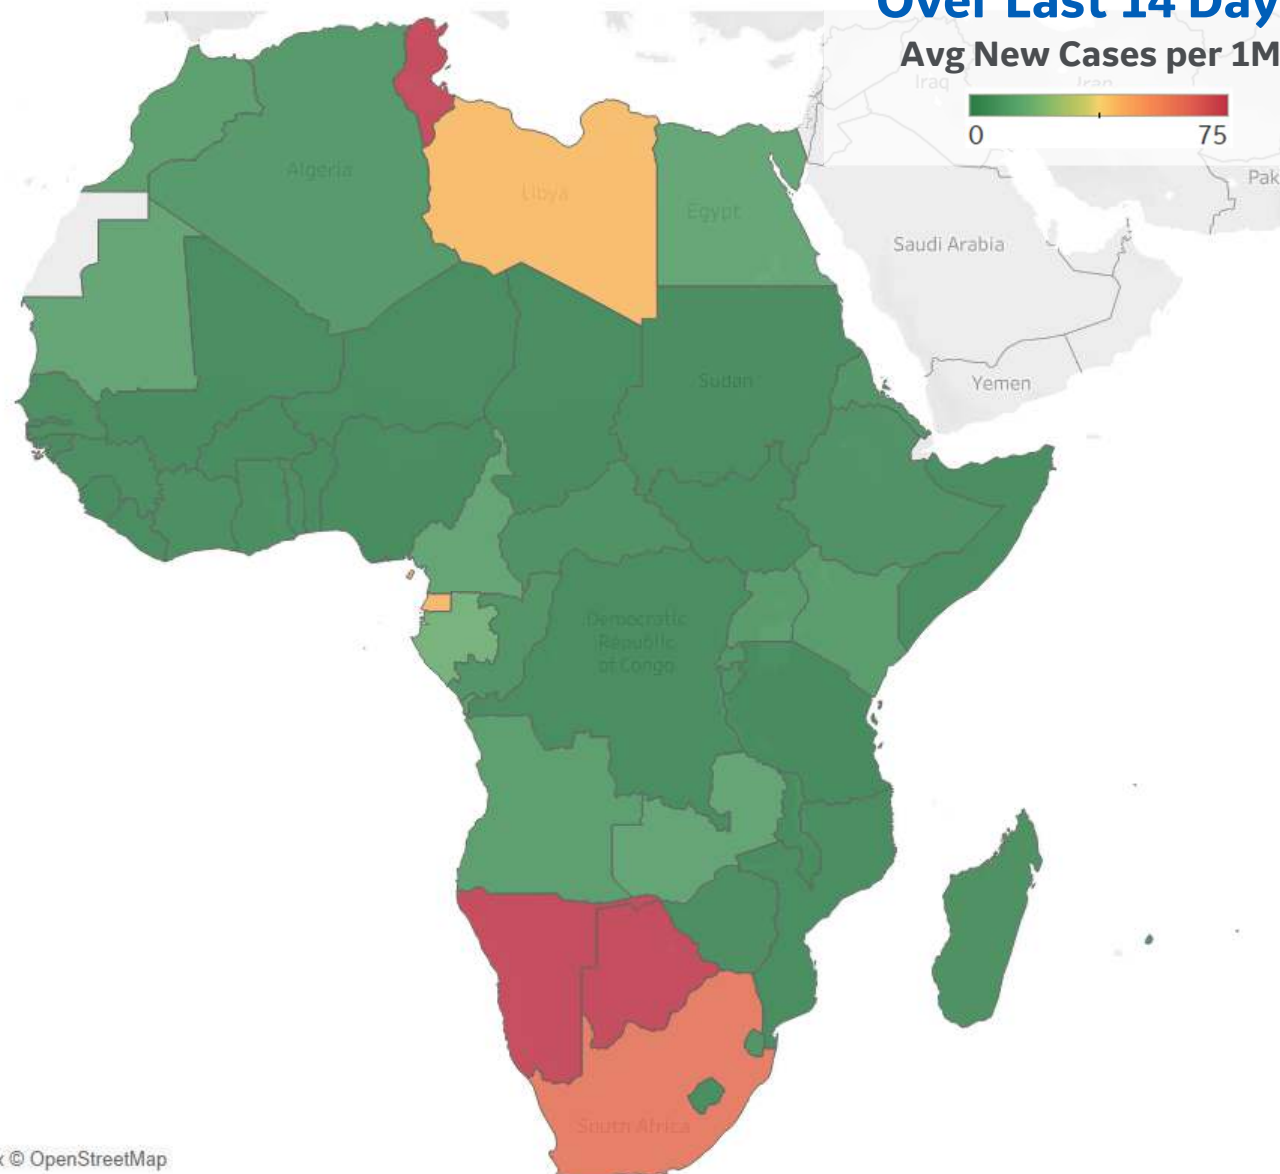 Over Last 14 Day
Avg New Cases per 1M
Iraq
Iran
0
75
Pak
Algeria
Libya
Egypt
Saudi Arabia
Sudan
Yemen
Democratic
Republic
of Congo
South Africa
© OpenStreetMap